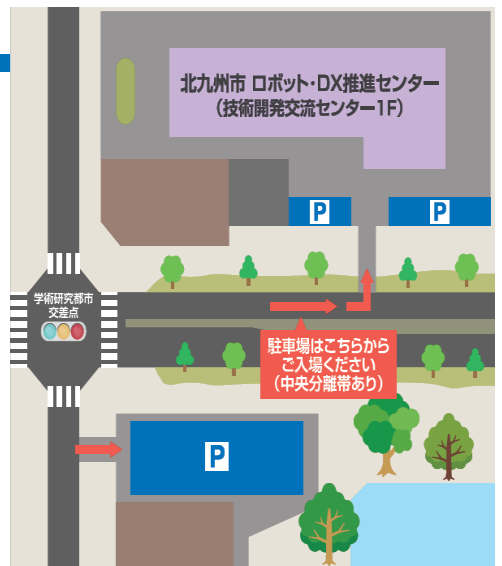 北九州市 ロボット・DX推進センター
（技術開発交流センター1F）
P
P
学術研究都市
交差点
駐車場はこちらから
ご入場ください
（中央分離帯あり）
P